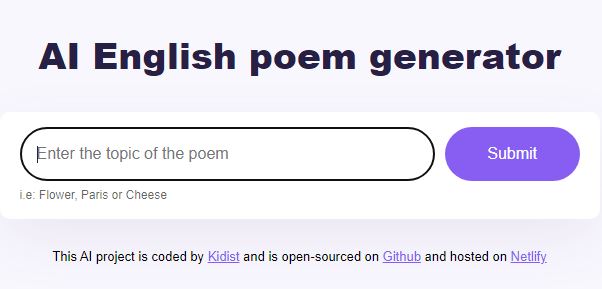 AI English poem generator
Enter the topic of the poem
Submit
i.e: Flower, Paris or Cheese
This AI project is coded by Kidist and is open-sourced on Github and hosted on Netlify